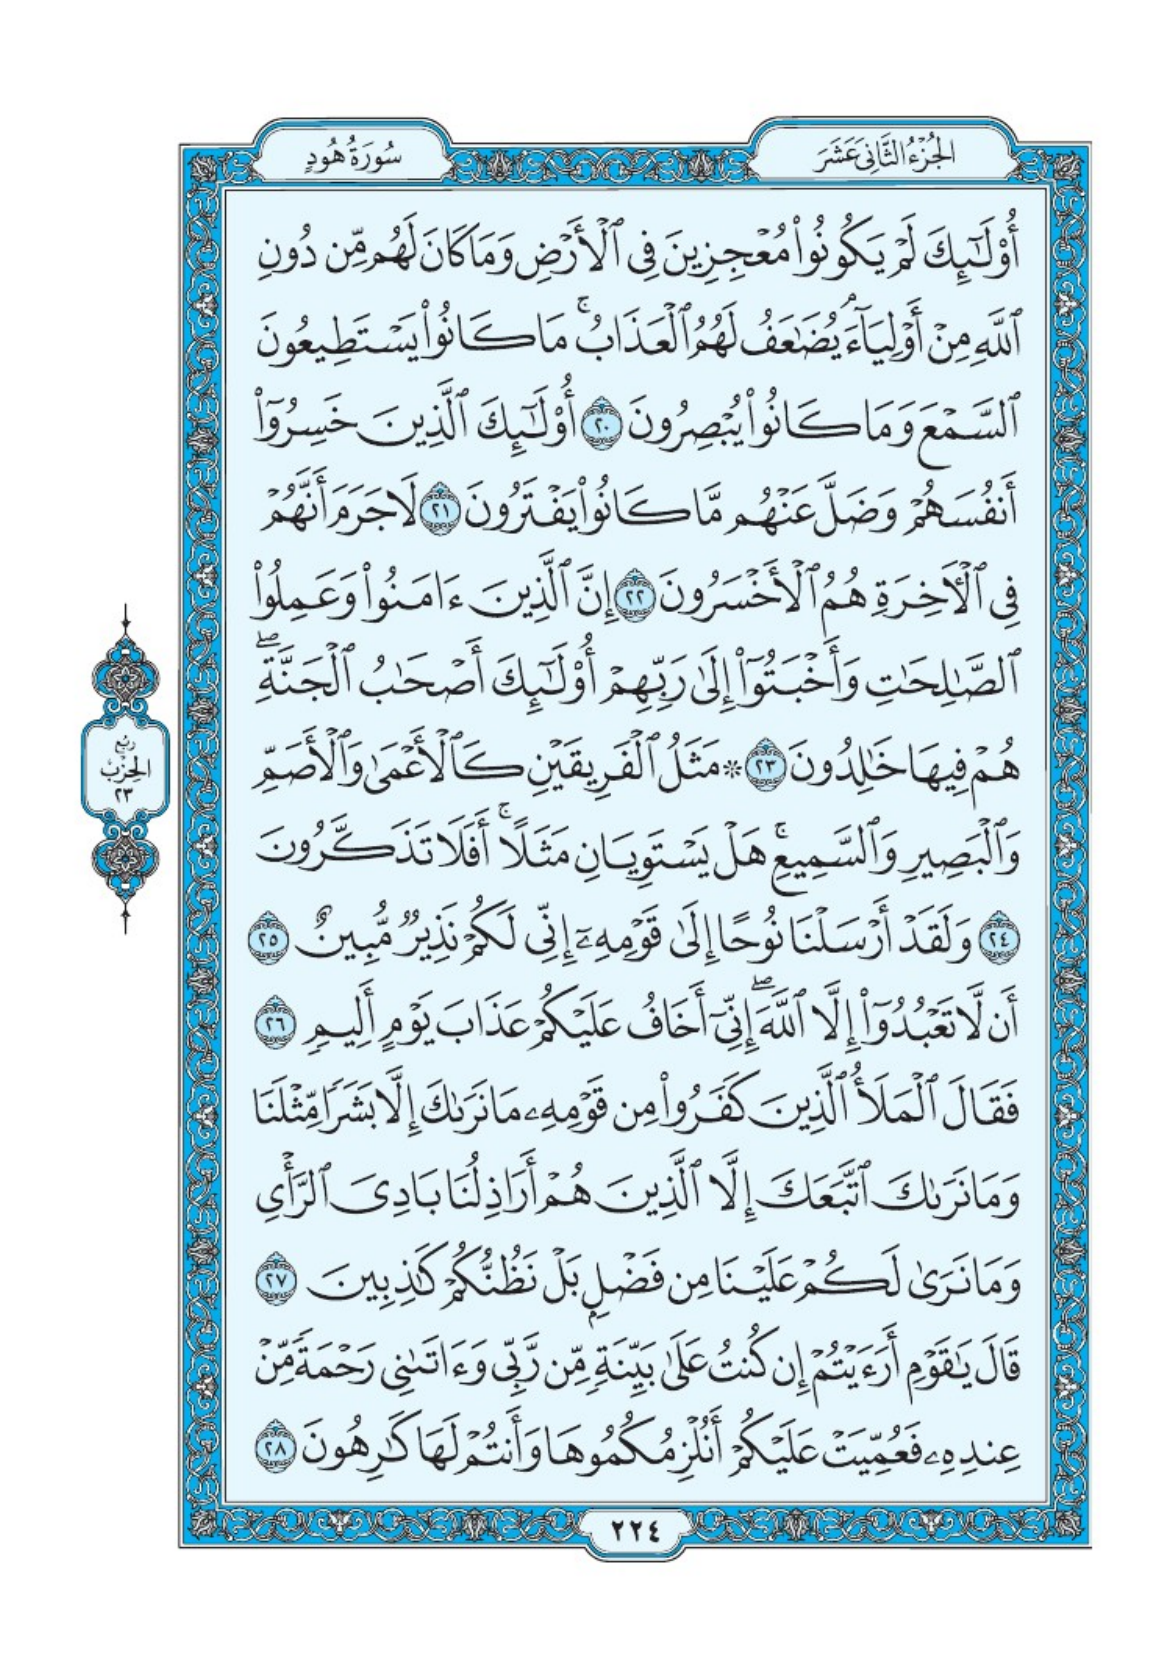 الجُزْءُ الثَّانِيَ عَشَرَ
سُورَةُ هُودٍ
أُوْلَٰٓئِكَ لَمْ يَكُونُوا۟ مُعْجِزِينَ فِى ٱلْأَرْضِ وَمَا كَانَ لَهُم مِّن دُونِ
ٱللَّهِ مِنْ أَوْلِيَآءَ ۘ يُضَٰعَفُ لَهُمُ ٱلْعَذَابُ ۚ مَا كَانُوا۟ يَسْتَطِيعُونَ
ٱلسَّمْعَ وَمَا كَانُوا۟ يُبْصِرُونَ ٢٠ أُوْلَٰٓئِكَ ٱلَّذِينَ خَسِرُوٓا۟
أَنفُسَهُمْ وَضَلَّ عَنْهُم مَّا كَانُوا۟ يَفْتَرُونَ ٢١ لَا جَرَمَ أَنَّهُمْ
فِى ٱلْأَخِرَةِ هُمُ ٱلْأَخْسَرُونَ ٢٢ إِنَّ ٱلَّذِينَ ءَامَنُوا۟ وَعَمِلُوا۟
ٱلصَّٰلِحَٰتِ وَأَخْبَتُوٓا۟ إِلَىٰ رَبِّهِمْ أُوْلَٰٓئِكَ أَصْحَٰبُ ٱلْجَنَّةِ ۖ
هُمْ فِيهَا خَٰلِدُونَ ٢٣ ۞ مَثَلُ ٱلْفَرِيقَيْنِ كَٱلْأَعْمَىٰ وَٱلْأَصَمِّ
وَٱلْبَصِيرِ وَٱلسَّمِيعِ ۚ هَلْ يَسْتَوِيَانِ مَثَلًا ۚ أَفَلَا تَذَكَّرُونَ
٢٤ وَلَقَدْ أَرْسَلْنَا نُوحًا إِلَىٰ قَوْمِهِۦٓ إِنِّى لَكُمْ نَذِيرٌ مُّبِينٌ ٢٥
أَن لَّا تَعْبُدُوٓا۟ إِلَّا ٱللَّهَ ۖ إِنِّىٓ أَخَافُ عَلَيْكُمْ عَذَابَ يَوْمٍ أَلِيمٍ ٢٦
فَقَالَ ٱلْمَلَأُ ٱلَّذِينَ كَفَرُوا۟ مِن قَوْمِهِۦ مَا نَرَىٰكَ إِلَّا بَشَرًا مِّثْلَنَا
وَمَا نَرَىٰكَ ٱتَّبَعَكَ إِلَّا ٱلَّذِينَ هُمْ أَرَاذِلُنَا بَادِىَ ٱلرَّأْىِ
وَمَا نَرَىٰ لَكُمْ عَلَيْنَا مِن فَضْلٍۭ بَلْ نَظُنُّكُمْ كَٰذِبِينَ ٢٧
قَالَ يَٰقَوْمِ أَرَءَيْتُمْ إِن كُنتُ عَلَىٰ بَيِّنَةٍ مِّن رَّبِّى وَءَاتَىٰنِى رَحْمَةً مِّنْ
عِندِهِۦ فَعُمِّيَتْ عَلَيْكُمْ أَنُلْزِمُكُمُوهَا وَأَنتُمْ لَهَا كَٰرِهُونَ ٢٨
رُبْعُ
الحِزْبِ
٢٣
٢٢٤